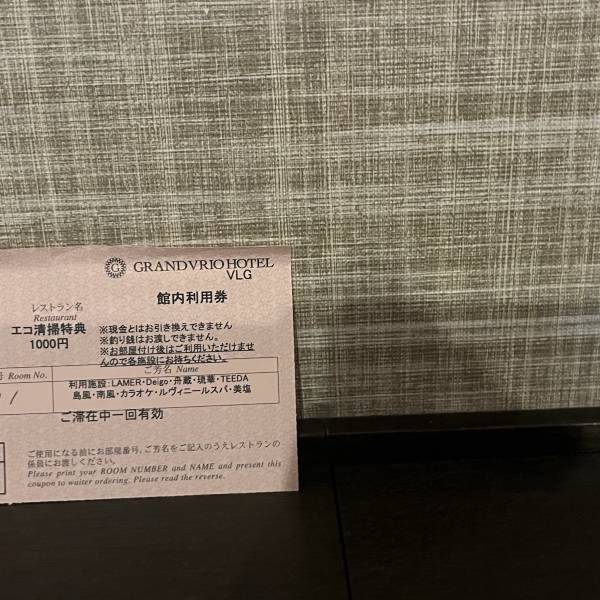 GRANDVRIO HOTEL
VLG
館内利用券
レストラン名
Restaurant
エコ清掃特典
1000円
※現金とはお引き換えできません
※釣り銭はお渡しできません。
※お部屋付け後はご利用いただけませ
んので各施設にお持ちください。
号 Room No.
ご芳名 Name
利用施設:LAMER・Deigo・舟蔵・琉華・TEEDA
島風・南風・カラオケ・ルヴィニールスパ・美塩
/
ご滞在中一回有効
ご使用になる前にお部屋番号、ご芳名をご記入のうえレストランの
係員にお渡しください。
Please print your ROOM NUMBER and NAME and present this
coupon to waiter ordering. Please read the reverse.